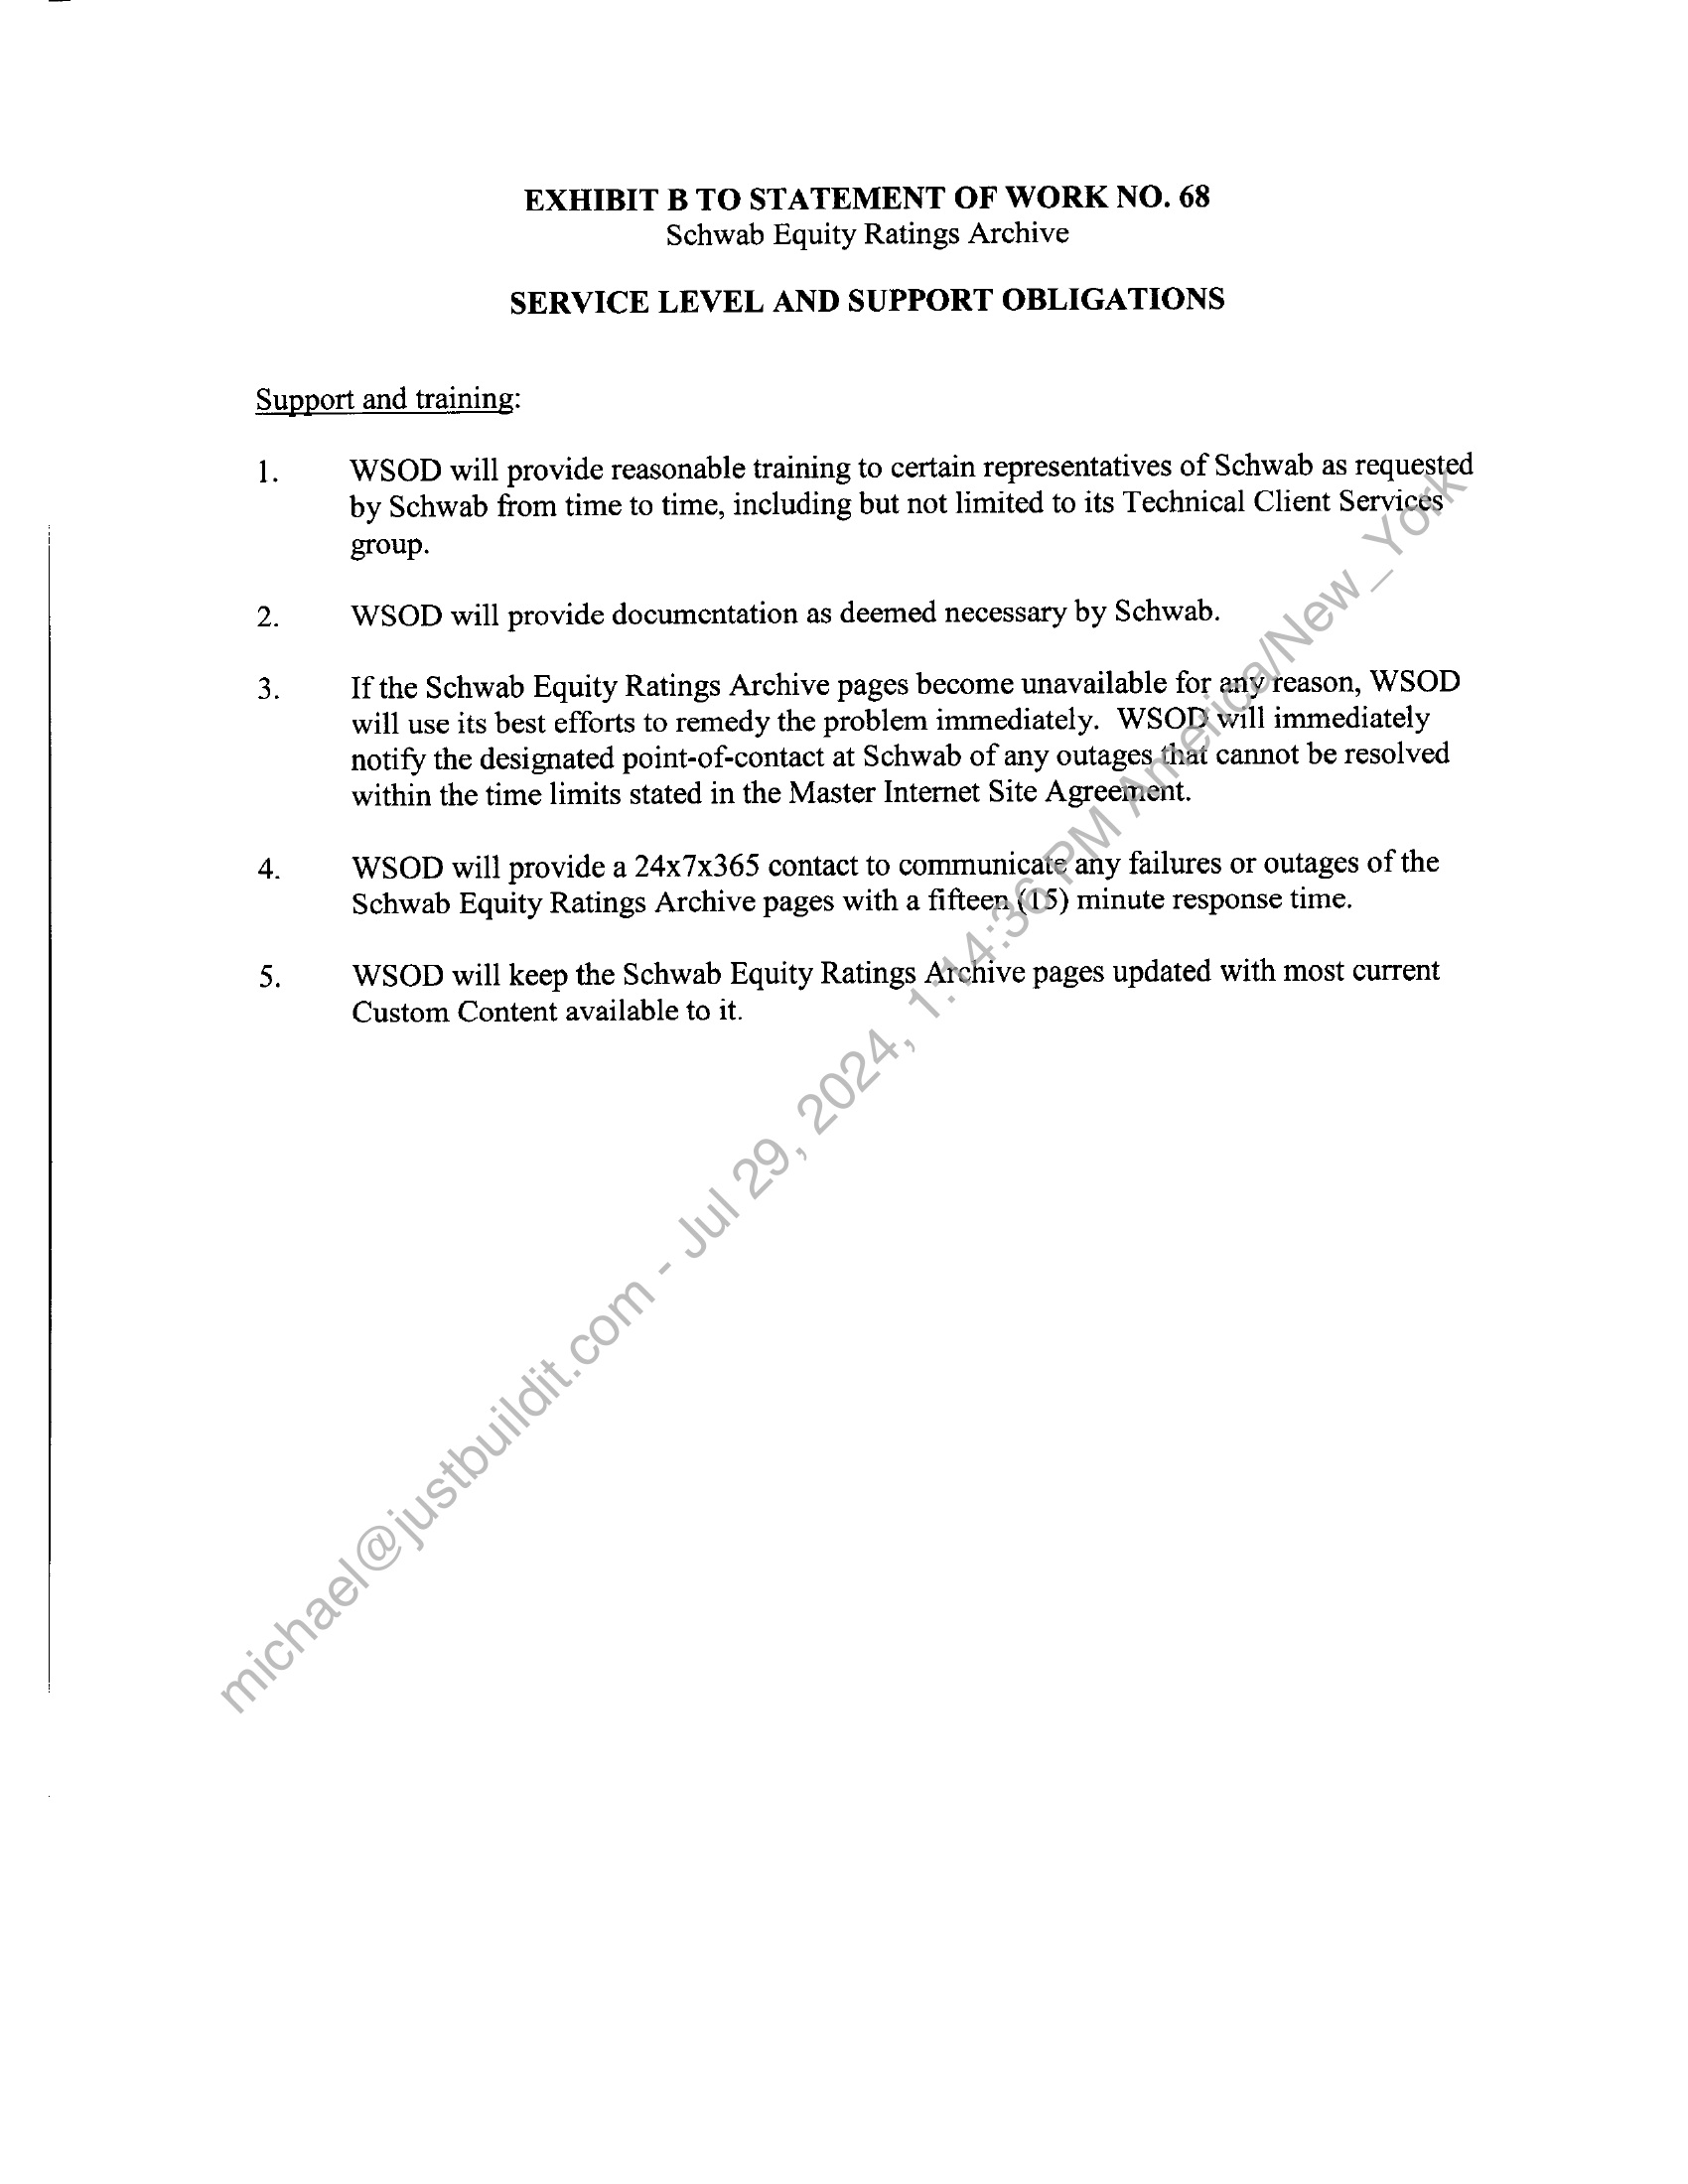 EXHIBIT B TO STATEMENT OF WORK NO. 68
Schwab Equity Ratings Archive
SERVICE LEVEL AND SUPPORT OBLIGATIONS
Support and training:
1. WSOD will provide reasonable training to certain representatives of Schwab as requested
by Schwab from time to time, including but not limited to its Technical Client Services
group.
2. WSOD will provide documentation as deemed necessary by Schwab.
3. If the Schwab Equity Ratings Archive pages become unavailable for any reason, WSOD
will use its best efforts to remedy the problem immediately. WSOD will immediately
notify the designated point-of-contact at Schwab of any outages that cannot be resolved
within the time limits stated in the Master Internet Site Agreement.
4. WSOD will provide a 24x7x365 contact to communicate any failures or outages of the
Schwab Equity Ratings Archive pages with a fifteen (15) minute response time.
5. WSOD will keep the Schwab Equity Ratings Archive pages updated with most current
Custom Content available to it.
michael@justbuildit.com - Jul 29, 2024, 1:14:36 PM America/New_York